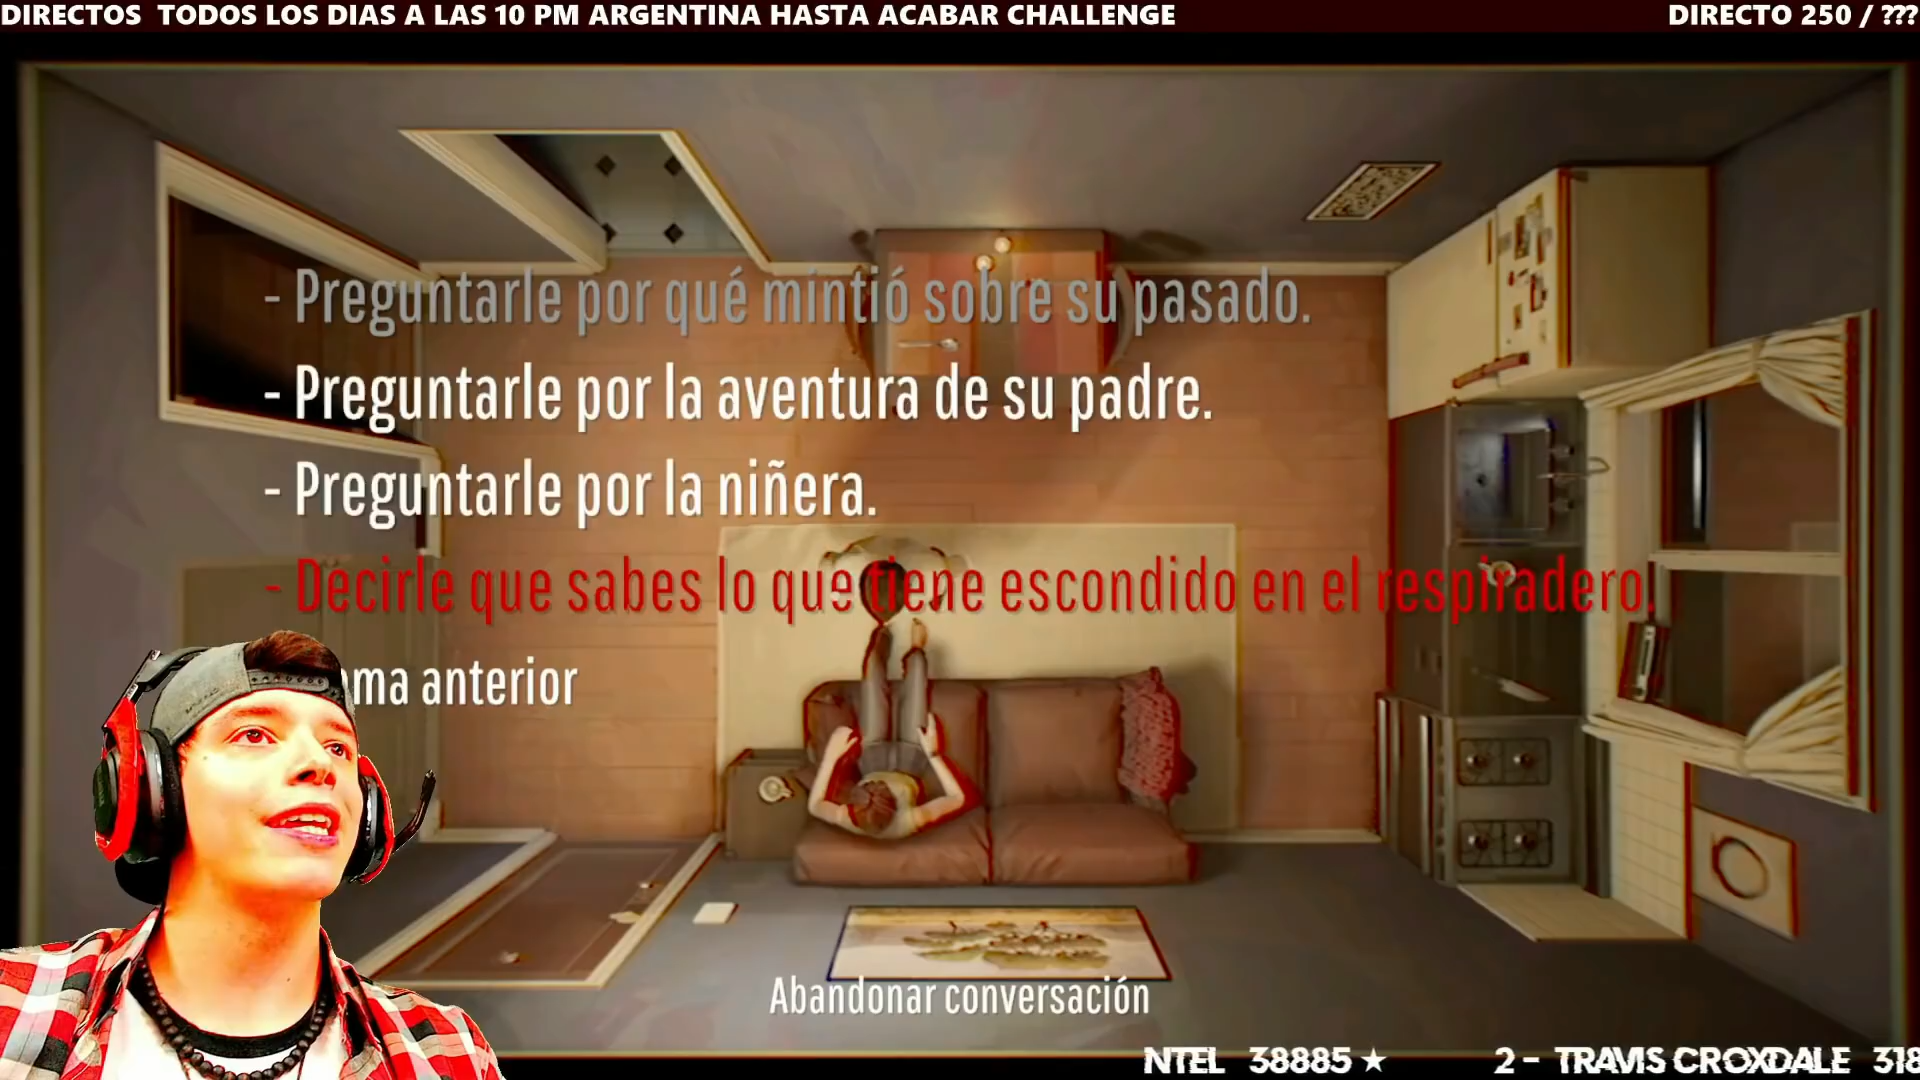 DIRECTOS TODOS LOS DIAS A LAS 10 PM ARGENTINA HASTA ACABAR CHALLENGE
DIRECTO 250 / ???
- Preguntarle por qué mintió sobre su pasado.
- Preguntarle por la aventura de su padre.
- Preguntarle por la niñera.
- Decirle que sabes lo que tiene escondido en el respiradero.
ma anterior
Abandonar conversación
NTEL 38885 ★ 2 - TRAVIS CROXDALE 318